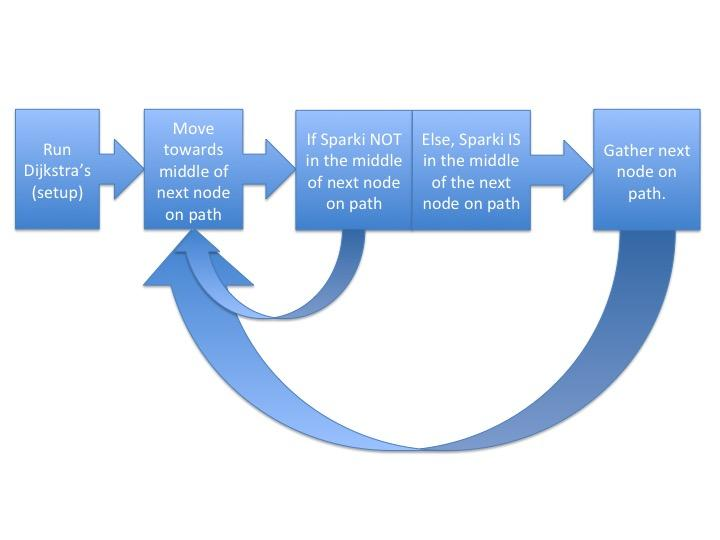 Run
Dijkstra's
(setup)
Move
towards
middle of
next node
on path
If Sparki NOT
in the middle
of next node
on path
Else, Sparki IS
in the middle
of the next
node on path
Gather next
node on
path.